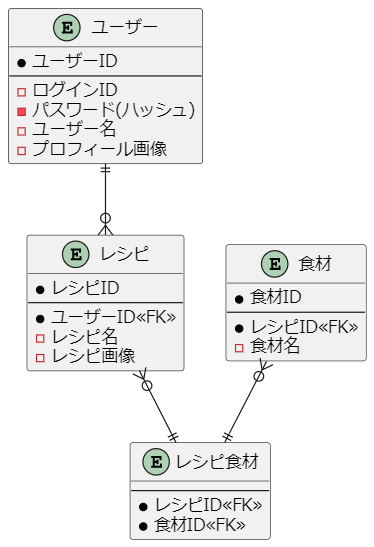 E ユーザー
ユーザーID
ログインID
パスワード(ハッシュ)
ユーザー名
プロフィール画像
E レシピ
レシピID
ユーザーID«FK»
レシピ名
レシピ画像
E 食材
食材ID
レシピID«FK»
食材名
E レシピ食材
レシピID«FK»
食材ID«FK»